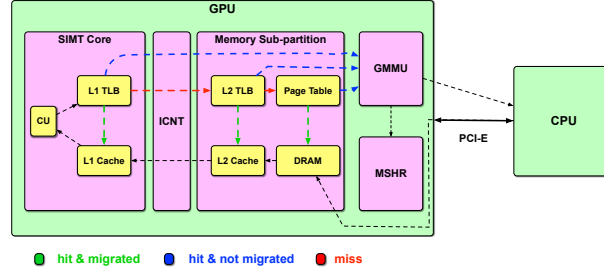 GPU
SIMT Core
Memory Sub-partition
L1 TLB
L2 TLB
Page Table
GMMU
CU
ICNT
CPU
PCI-E
L1 Cache
L2 Cache
DRAM
MSHR
hit & migrated
hit & not migrated
miss